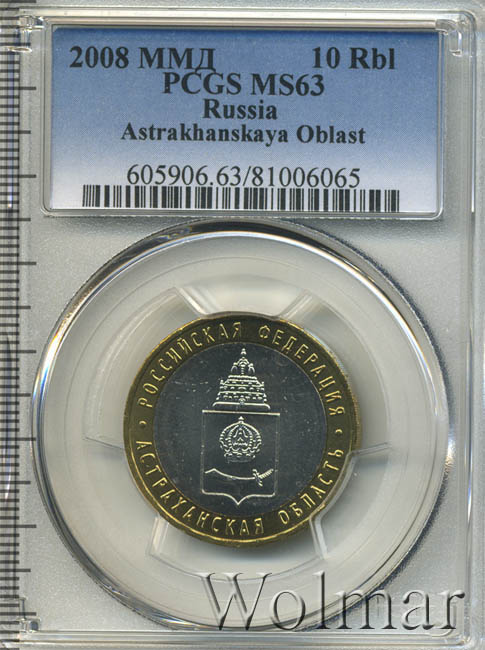 2008 ММД 10 Rbl
PCGS MS63
Russia
Astrakhanskaya Oblast
605906.63/81006065
РОССИЙСКАЯ ФЕДЕРАЦИЯ
АСТРАХАНСКАЯ ОБЛАСТЬ
Wolmar